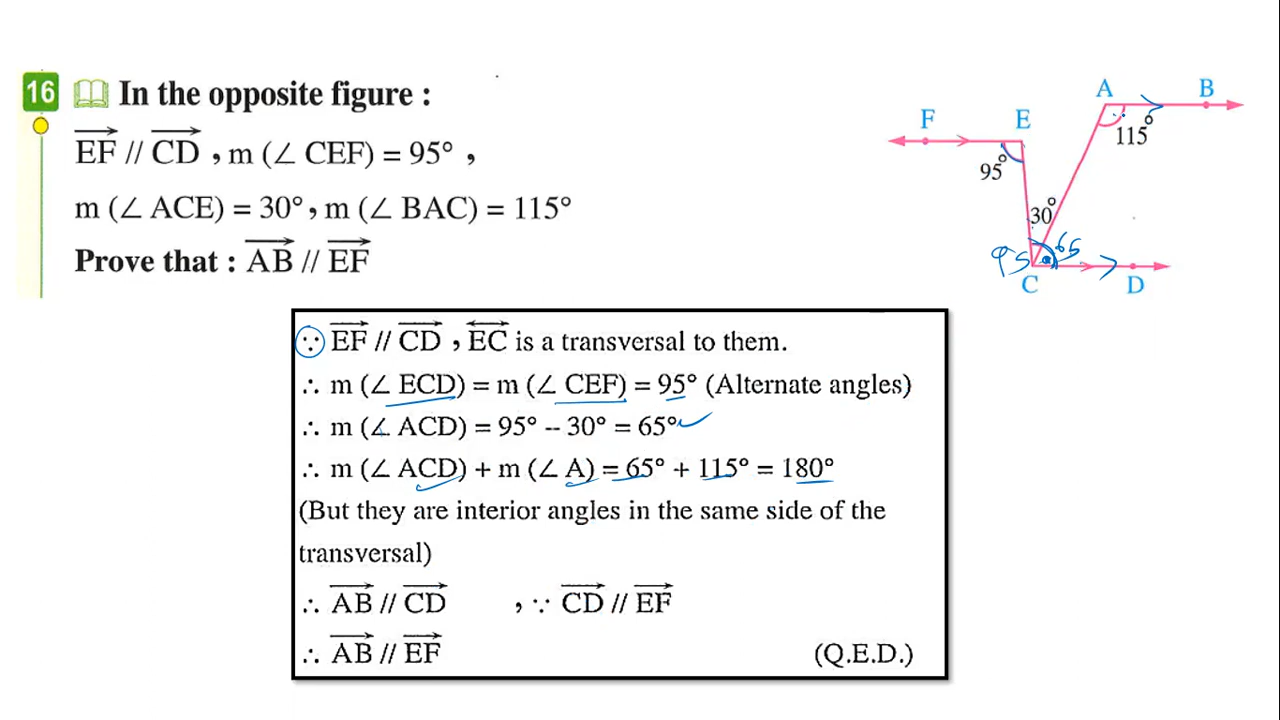 16 In the opposite figure :
EF // CD , m (∠ CEF) = 95° ,
m (∠ ACE) = 30° , m (∠ BAC) = 115°
Prove that : AB // EF
A B
F E
115°
95°
30°
95 65
C D
∵ EF // CD , EC is a transversal to them.
∴ m (∠ ECD) = m (∠ CEF) = 95° (Alternate angles)
∴ m (∠ ACD) = 95° – 30° = 65°
∴ m (∠ ACD) + m (∠ A) = 65° + 115° = 180°
(But they are interior angles in the same side of the
transversal)
∴ AB // CD , ∵ CD // EF
∴ AB // EF (Q.E.D.)